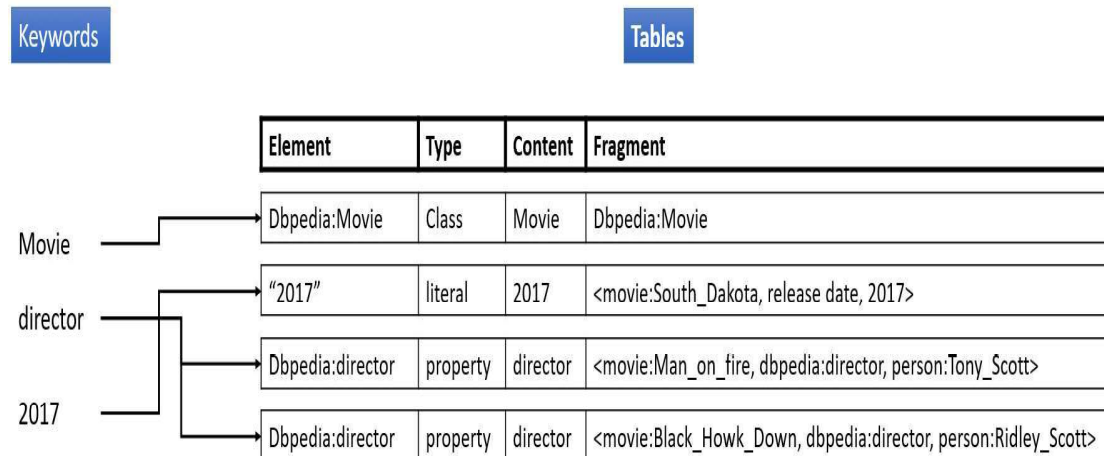 Keywords
Tables
Element Type Content Fragment
Movie
Dbpedia:Movie Class Movie Dbpedia:Movie
director
“2017” literal 2017 <movie:South_Dakota, release date, 2017>
Dbpedia:director property director <movie:Man_on_fire, dbpedia:director, person:Tony_Scott>
2017
Dbpedia:director property director <movie:Black_Howk_Down, dbpedia:director, person:Ridley_Scott>